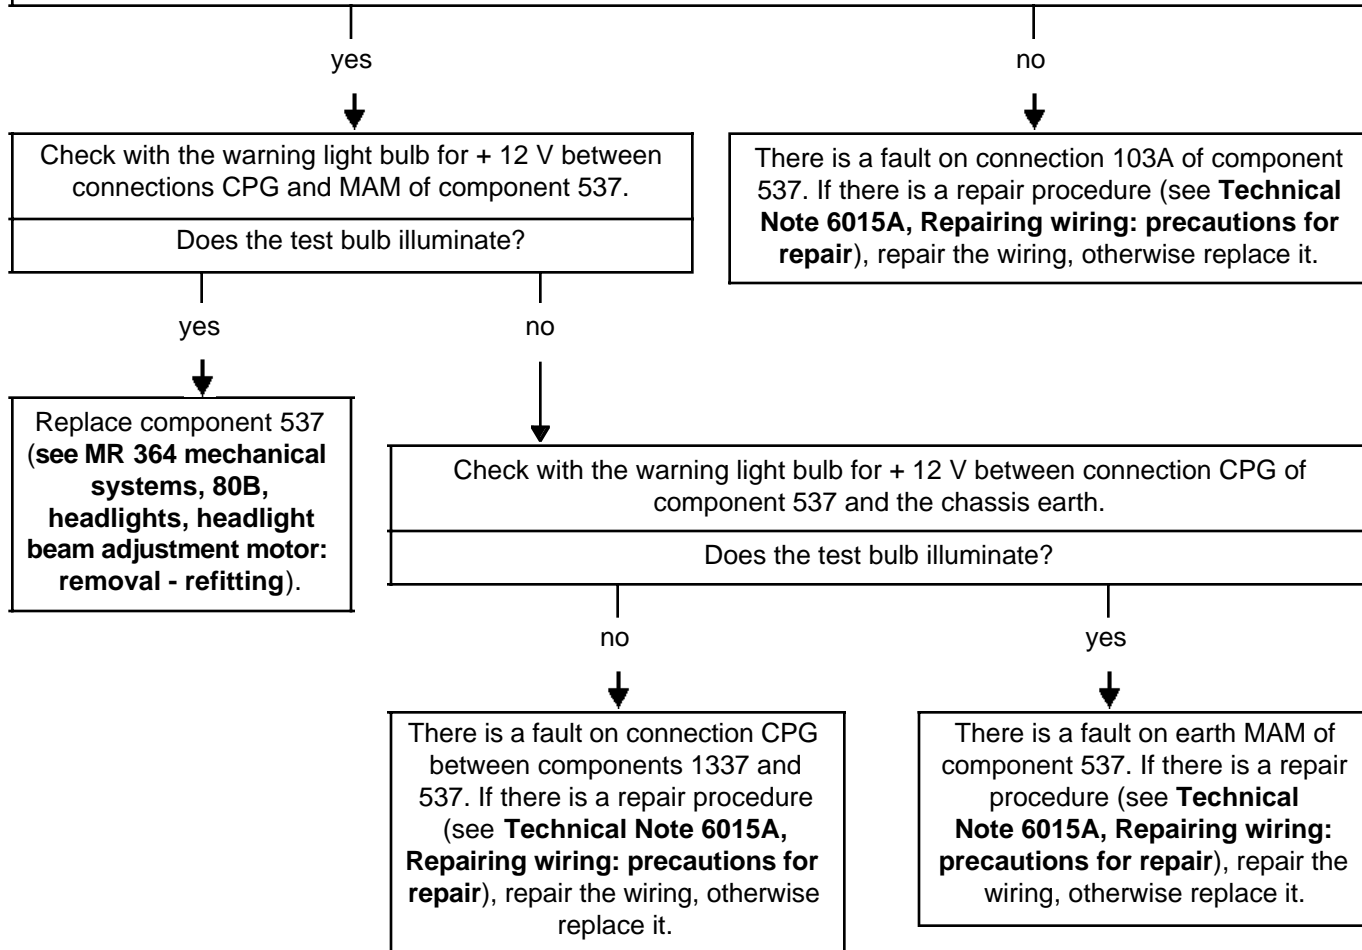 yes
no
Check with the warning light bulb for + 12 V between
connections CPG and MAM of component 537.
Does the test bulb illuminate?
There is a fault on connection 103A of component
537. If there is a repair procedure (see Technical
Note 6015A, Repairing wiring: precautions for
repair), repair the wiring, otherwise replace it.
yes
no
Replace component 537
(see MR 364 mechanical
systems, 80B,
headlights, headlight
beam adjustment motor:
removal - refitting).
Check with the warning light bulb for + 12 V between connection CPG of
component 537 and the chassis earth.
Does the test bulb illuminate?
no
yes
There is a fault on connection CPG
between components 1337 and
537. If there is a repair procedure
(see Technical Note 6015A,
Repairing wiring: precautions for
repair), repair the wiring, otherwise
replace it.
There is a fault on earth MAM of
component 537. If there is a repair
procedure (see Technical
Note 6015A, Repairing wiring:
precautions for repair), repair the
wiring, otherwise replace it.